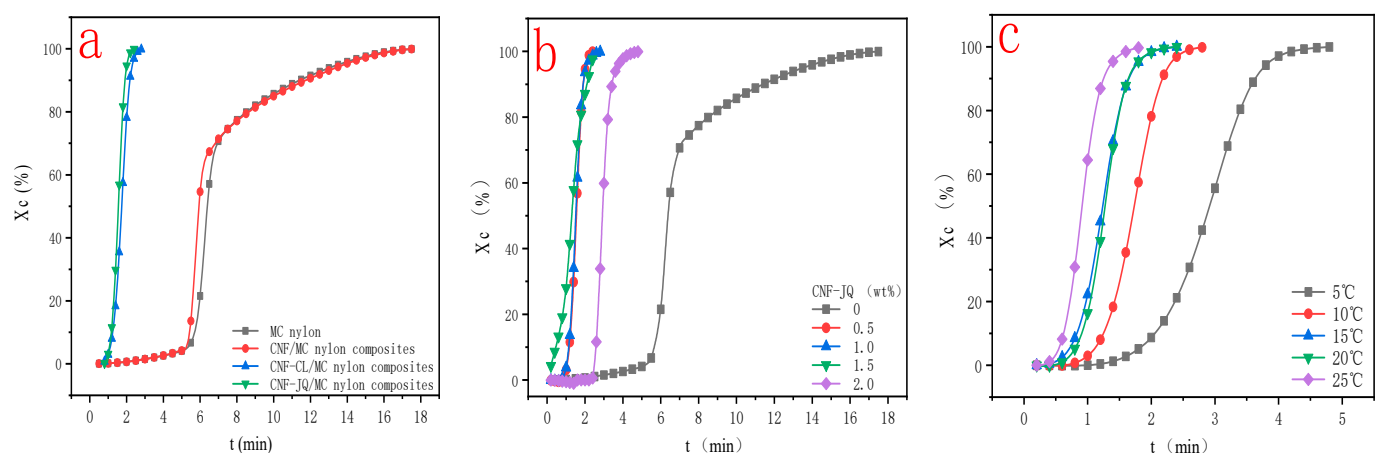 a
100
80
60
40
20
0
Xc (%)
MC nylon
CNF/MC nylon composites
CNF-CL/MC nylon composites
CNF-JQ/MC nylon composites
0 2 4 6 8 10 12 14 16 18
t (min)
b
100
80
60
40
20
0
Xc (%)
CNF-JQ (wt%)
0
0.5
1.0
1.5
2.0
0 2 4 6 8 10 12 14 16 18
t (min)
c
100
80
60
40
20
0
Xc (%)
5℃
10℃
15℃
20℃
25℃
0 1 2 3 4 5
t (min)